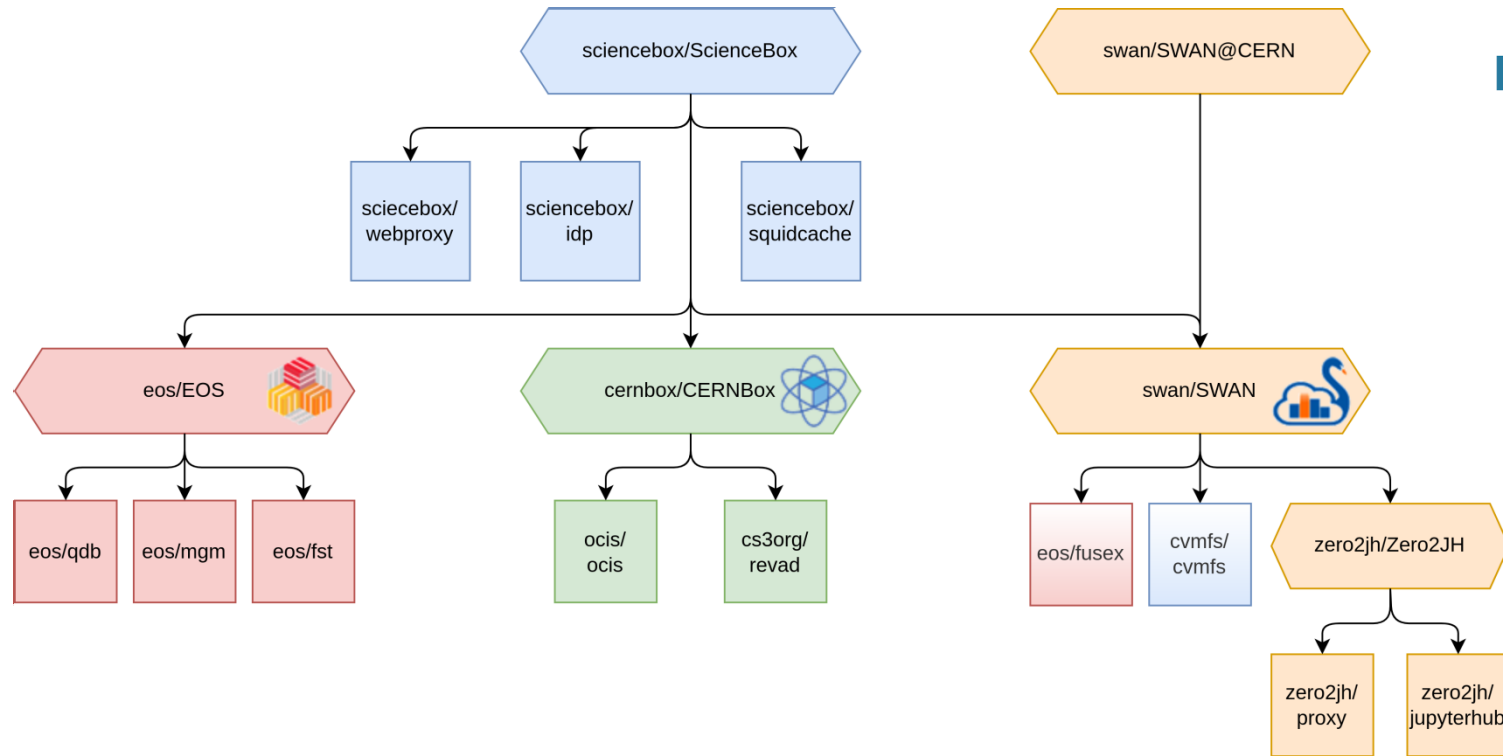 sciencebox/ScienceBox
swan/SWAN@CERN
sciecebox/
webproxy
sciencebox/
idp
sciencebox/
squidcache
eos/EOS
cernbox/CERNBox
swan/SWAN
eos/qdb
eos/mgm
eos/fst
ocis/
ocis
cs3org/
revad
eos/fusex
cvmfs/
cvmfs
zero2jh/Zero2JH
zero2jh/
proxy
zero2jh/
jupyterhub